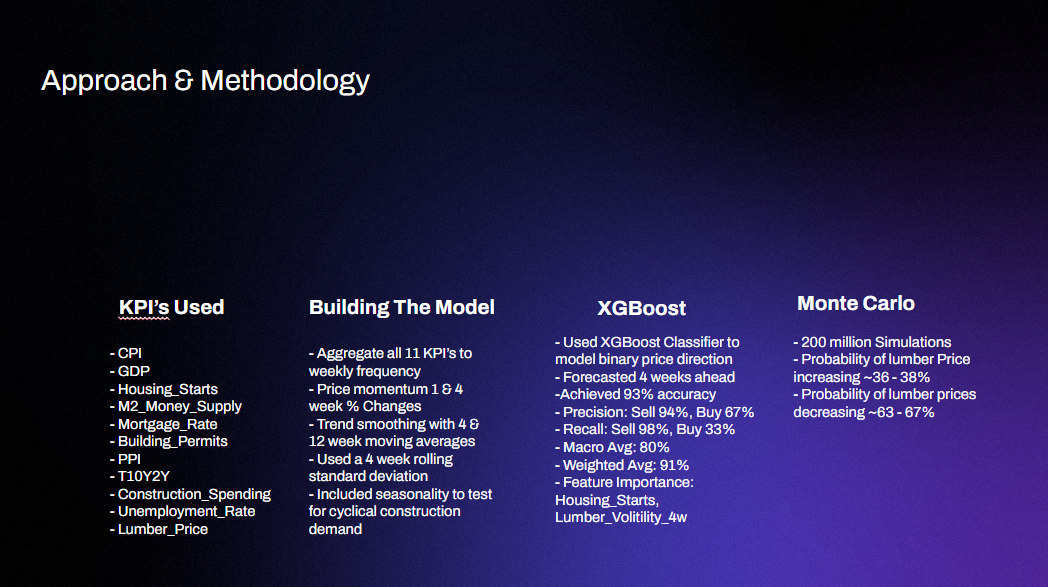 Approach & Methodology
KPI's Used
- CPI
- GDP
- Housing_Starts
- M2_Money_Supply
- Mortgage_Rate
- Building_Permits
- PPI
- T10Y2Y
- Construction_Spending
- Unemployment_Rate
- Lumber_Price
Building The Model
- Aggregate all 11 KPI's to
weekly frequency
- Price momentum 1 & 4
week % Changes
- Trend smoothing with 4 &
12 week moving averages
- Used a 4 week rolling
standard deviation
- Included seasonality to test
for cyclical construction
demand
XGBoost
- Used XGBoost Classifier to
model binary price direction
- Forecasted 4 weeks ahead
-Achieved 93% accuracy
- Precision: Sell 94%, Buy 67%
- Recall: Sell 98%, Buy 33%
- Macro Avg: 80%
- Weighted Avg: 91%
- Feature Importance:
Housing_Starts,
Lumber_Volitility_4w
Monte Carlo
- 200 million Simulations
- Probability of lumber Price
increasing ~36 - 38%
- Probability of lumber prices
decreasing ~63 - 67%